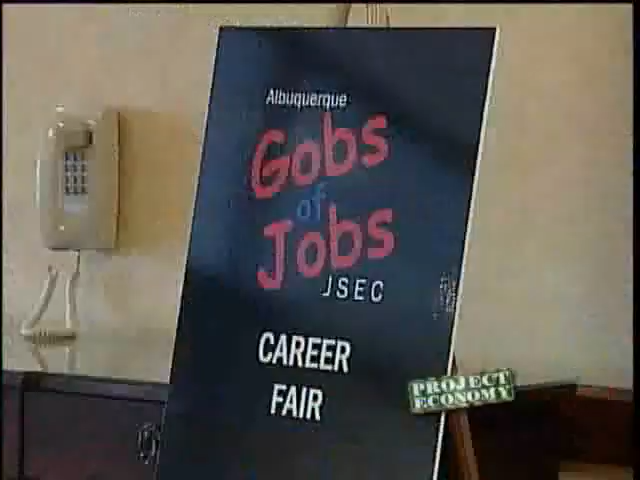 Albuquerque
Gobs
of
Jobs
JSEC
CAREER
FAIR
PROJECT
ECONOMY